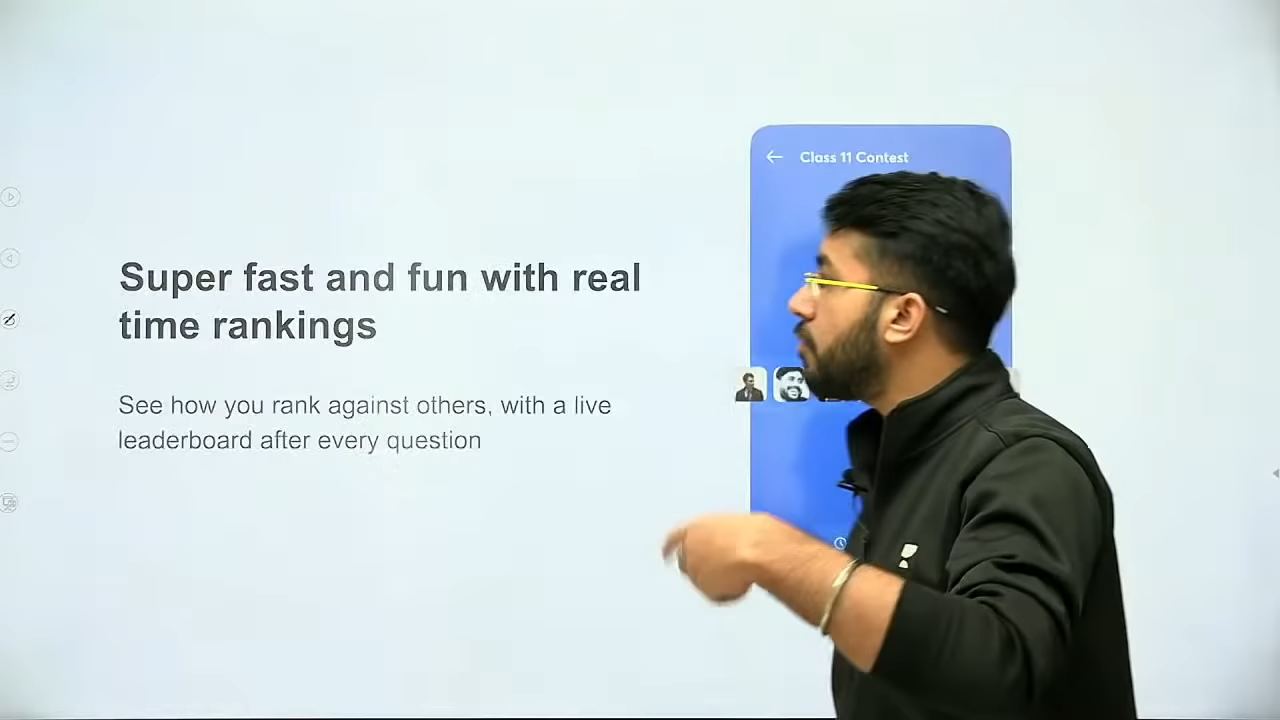 Class 11 Contest
Super fast and fun with real
time rankings
See how you rank against others, with a live
leaderboard after every question